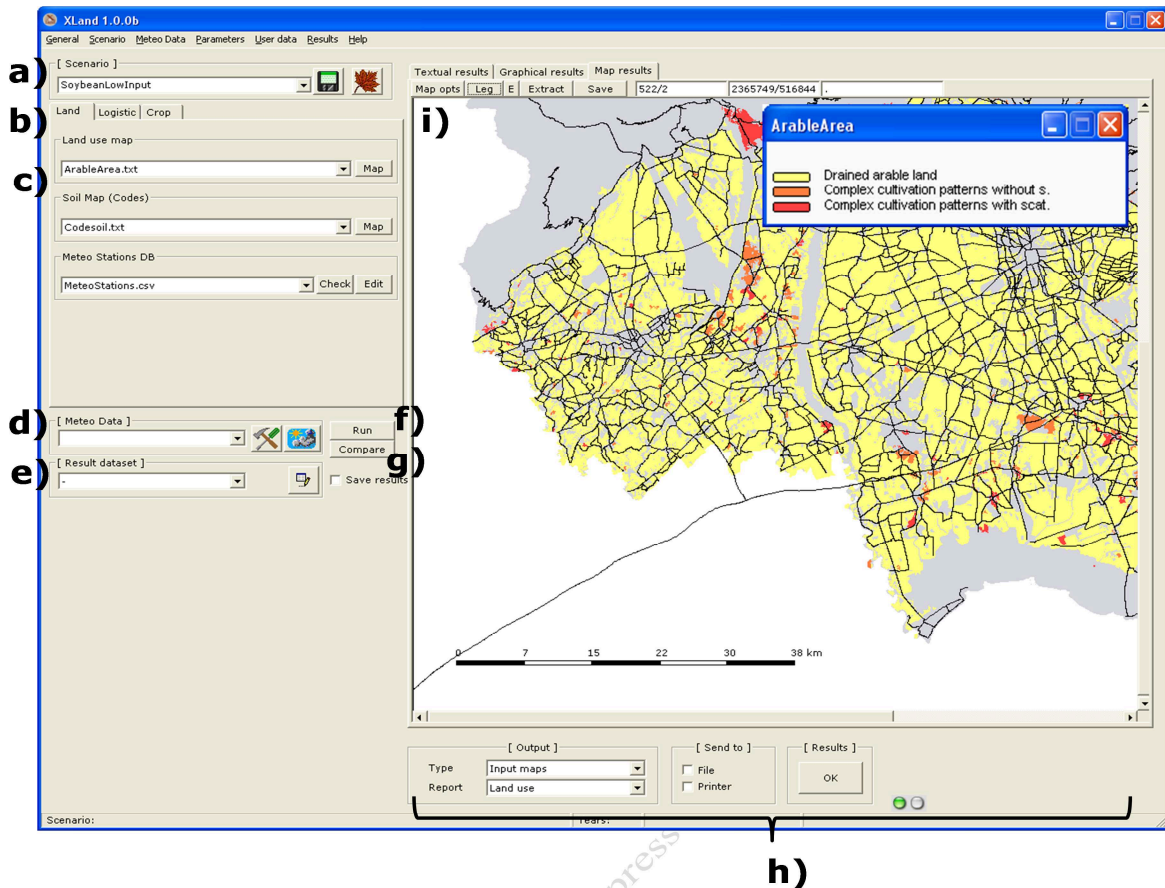 XLand 1.0.0b
General Scenario Meteo Data Parameters User data Results Help
a)
[ Scenario ]
SoybeanLowInput
b)
Land Logistic Crop
Land use map
ArableArea.txt Map
c)
Soil Map (Codes)
Codesoil.txt Map
Meteo Stations DB
MeteoStations.csv Check Edit
d)
[ Meteo Data ]
Run
f)
Compare
g)
e)
[ Result dataset ]
-
Save results
Textual results Graphical results Map results
Map opts Leg E Extract Save 522/2 2365749/516844 .
i)
ArableArea
Drained arable land
Complex cultivation patterns without s.
Complex cultivation patterns with scat.
0 7 15 22 30 38 km
[ Output ] [ Send to ] [ Results ]
Type Input maps File OK
Report Land use Printer
Scenario: Years:
h)
press